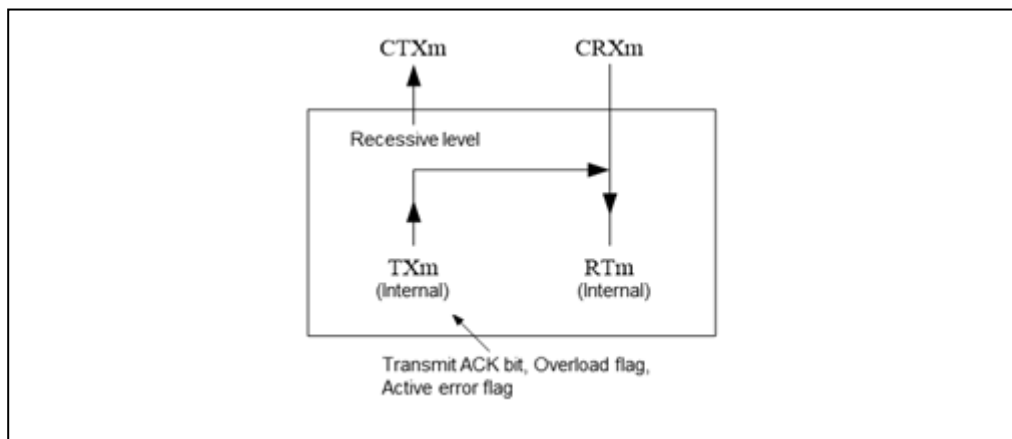 CTXm CRXm
Recessive level
TXm RTm
(Internal) (Internal)
Transmit ACK bit, Overload flag,
Active error flag